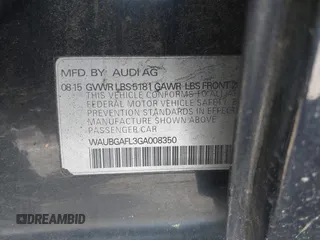 MFD. BY AUDI AG
08.15 GVWR LBS 5181 GAWR LBS FRONT
THIS VEHICLE CONFORMS TO ALL
FEDERAL MOTOR VEHICLE SAFETY,
PREVENTION STANDARDS IN EFFECT
MANUFACTURE SHOWN ABOVE
PASSENGER CAR
WAUBGAFL3GA008350
DREAMBID